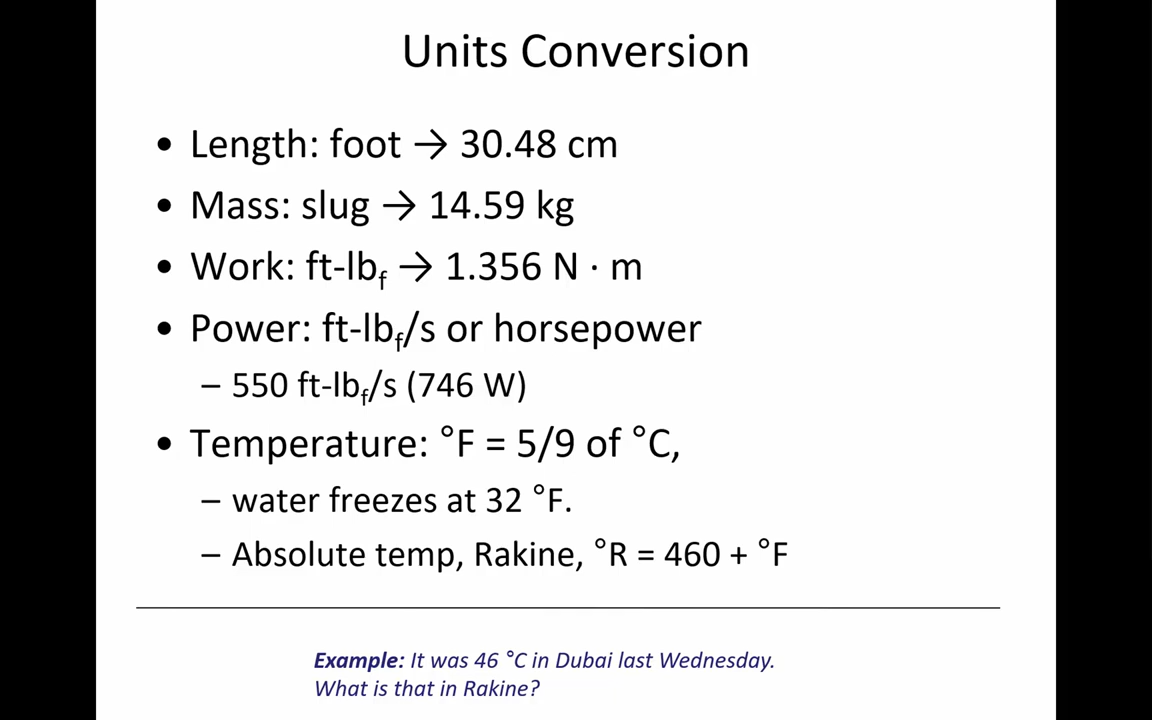 Units Conversion
• Length: foot → 30.48 cm
• Mass: slug → 14.59 kg
• Work: ft-lbf → 1.356 N · m
• Power: ft-lbf/s or horsepower
– 550 ft-lbf/s (746 W)
• Temperature: °F = 5/9 of °C,
– water freezes at 32 °F.
– Absolute temp, Rakine, °R = 460 + °F
Example: It was 46 °C in Dubai last Wednesday.
What is that in Rakine?